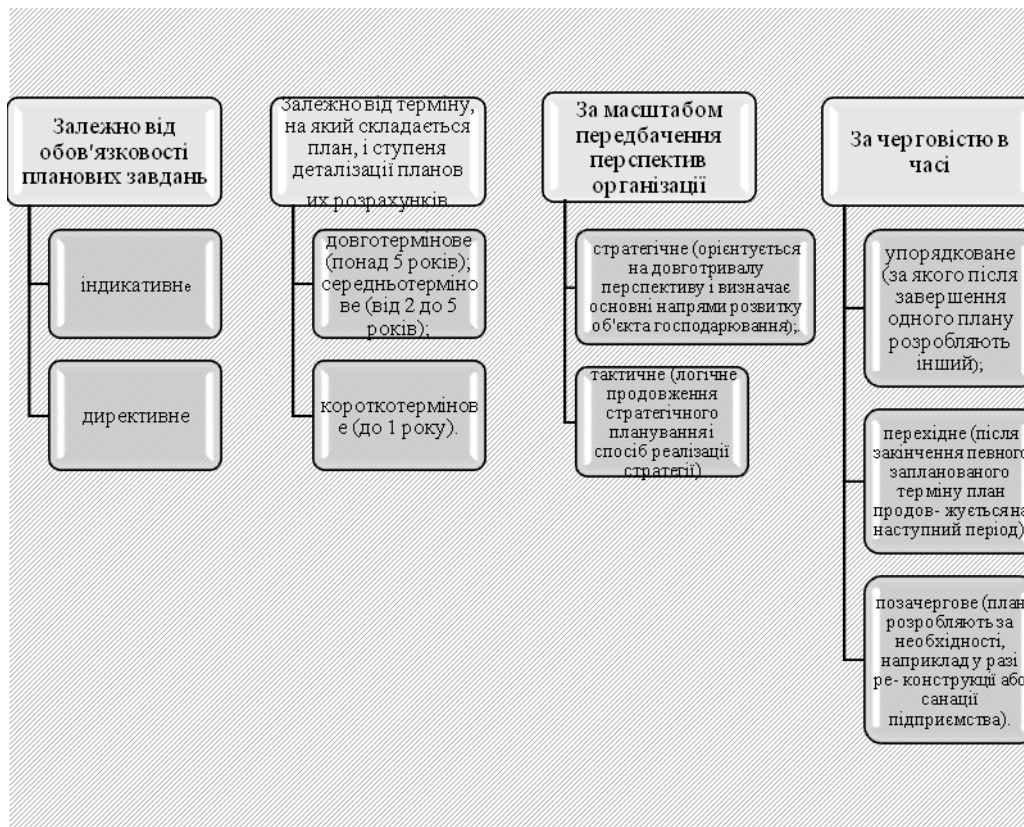 Залежно від
обов'язковості
планових завдань
індикативне
директивне
Залежно від терміну,
на який складається
план, і ступеня
деталізації планов
их розрахунків
довготермінове
(понад 5 років);
середньотерміно
ве (від 2 до 5
років);
короткотермінов
е (до 1 року).
За масштабом
передбачення
перспектив
організації
стратегічне (орієнтується
на довготривалу
перспективу і визначає
основні напрями розвитку
об'єкта господарювання);.
тактичне (логічне
продовження
стратегічного
планування і
спосіб реалізації
стратегії)
За черговістю в
часі
упорядковане
(за якого після
завершення
одного плану
розробляють
інший);
перехідне (після
закінчення певного
запланованого
терміну план
продов- жується на
наступний період)
позачергове (план
розробляють за
необхідності,
наприклад у разі
ре- конструкції або
санації
підприємства).